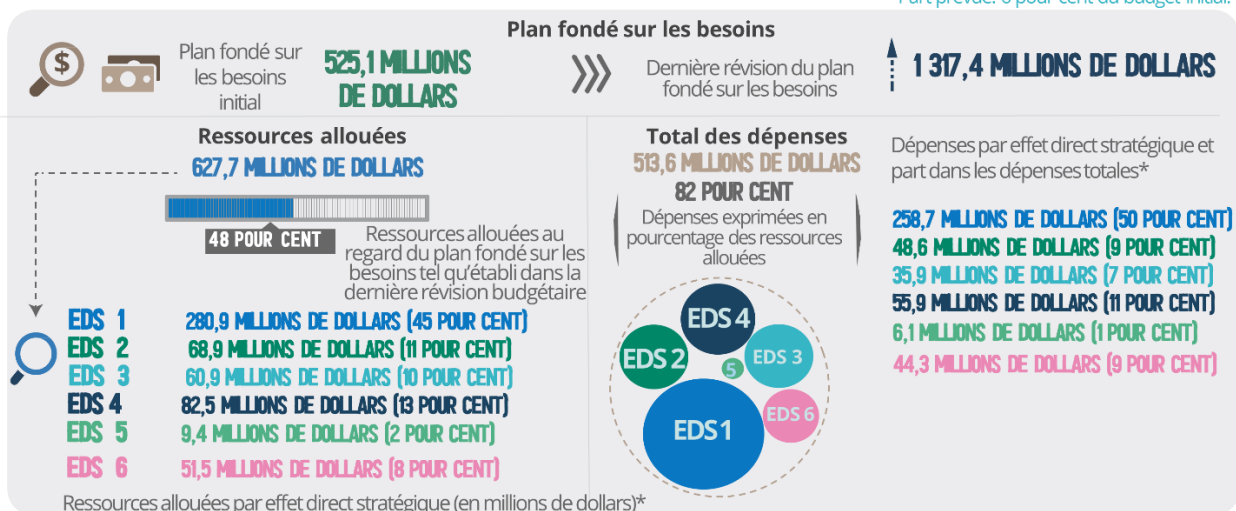 Part prévue: 6 pour cent du budget initial.
Plan fondé sur les besoins
Plan fondé sur
les besoins
initial
525,1 MILLIONS
DE DOLLARS
Dernière révision du plan
fondé sur les besoins
1 317,4 MILLIONS DE DOLLARS
Ressources allouées
627,7 MILLIONS DE DOLLARS
48 POUR CENT
Ressources allouées au
regard du plan fondé sur les
besoins tel qu'établi dans la
dernière révision budgétaire
EDS 1 280,9 MILLIONS DE DOLLARS (45 POUR CENT)
EDS 2 68,9 MILLIONS DE DOLLARS (11 POUR CENT)
EDS 3 60,9 MILLIONS DE DOLLARS (10 POUR CENT)
EDS 4 82,5 MILLIONS DE DOLLARS (13 POUR CENT)
EDS 5 9,4 MILLIONS DE DOLLARS (2 POUR CENT)
EDS 6 51,5 MILLIONS DE DOLLARS (8 POUR CENT)
Ressources allouées par effet direct stratégique (en millions de dollars)*
Total des dépenses
513,6 MILLIONS DE DOLLARS
82 POUR CENT
Dépenses exprimées en
pourcentage des ressources
allouées
EDS 4
EDS 2
EDS 3
5
EDS 6
EDS1
Dépenses par effet direct stratégique et
part dans les dépenses totales*
258,7 MILLIONS DE DOLLARS (50 POUR CENT)
48,6 MILLIONS DE DOLLARS (9 POUR CENT)
35,9 MILLIONS DE DOLLARS (7 POUR CENT)
55,9 MILLIONS DE DOLLARS (11 POUR CENT)
6,1 MILLIONS DE DOLLARS (1 POUR CENT)
44,3 MILLIONS DE DOLLARS (9 POUR CENT)